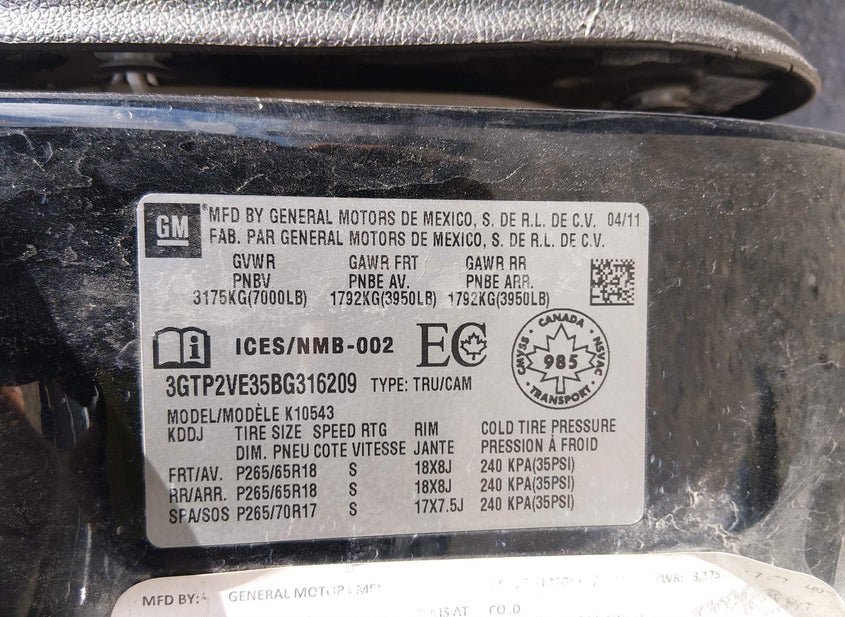 GM
MFD BY GENERAL MOTORS DE MEXICO, S. DE R.L. DE C.V. 04/11
FAB. PAR GENERAL MOTORS DE MEXICO, S. DE R.L. DE C.V.
GVWR GAWR FRT GAWR RR
PNBV PNBE AV. PNBE ARR.
3175KG(7000LB) 1792KG(3950LB) 1792KG(3950LB)
ICES/NMB-002 EC
CANADA
CMVSS NSVAC
985
TRANSPORT
3GTP2VE35BG316209 TYPE: TRU/CAM
MODEL/MODÈLE K10543
KDDJ TIRE SIZE SPEED RTG RIM COLD TIRE PRESSURE
DIM. PNEU COTE VITESSE JANTE PRESSION À FROID
FRT/AV. P265/65R18 S 18X8J 240 KPA(35PSI)
RR/ARR. P265/65R18 S 18X8J 240 KPA(35PSI)
SPA/SOS P265/70R17 S 17X7.5J 240 KPA(35PSI)
MFD BY: GENERAL MOTORS
COLD